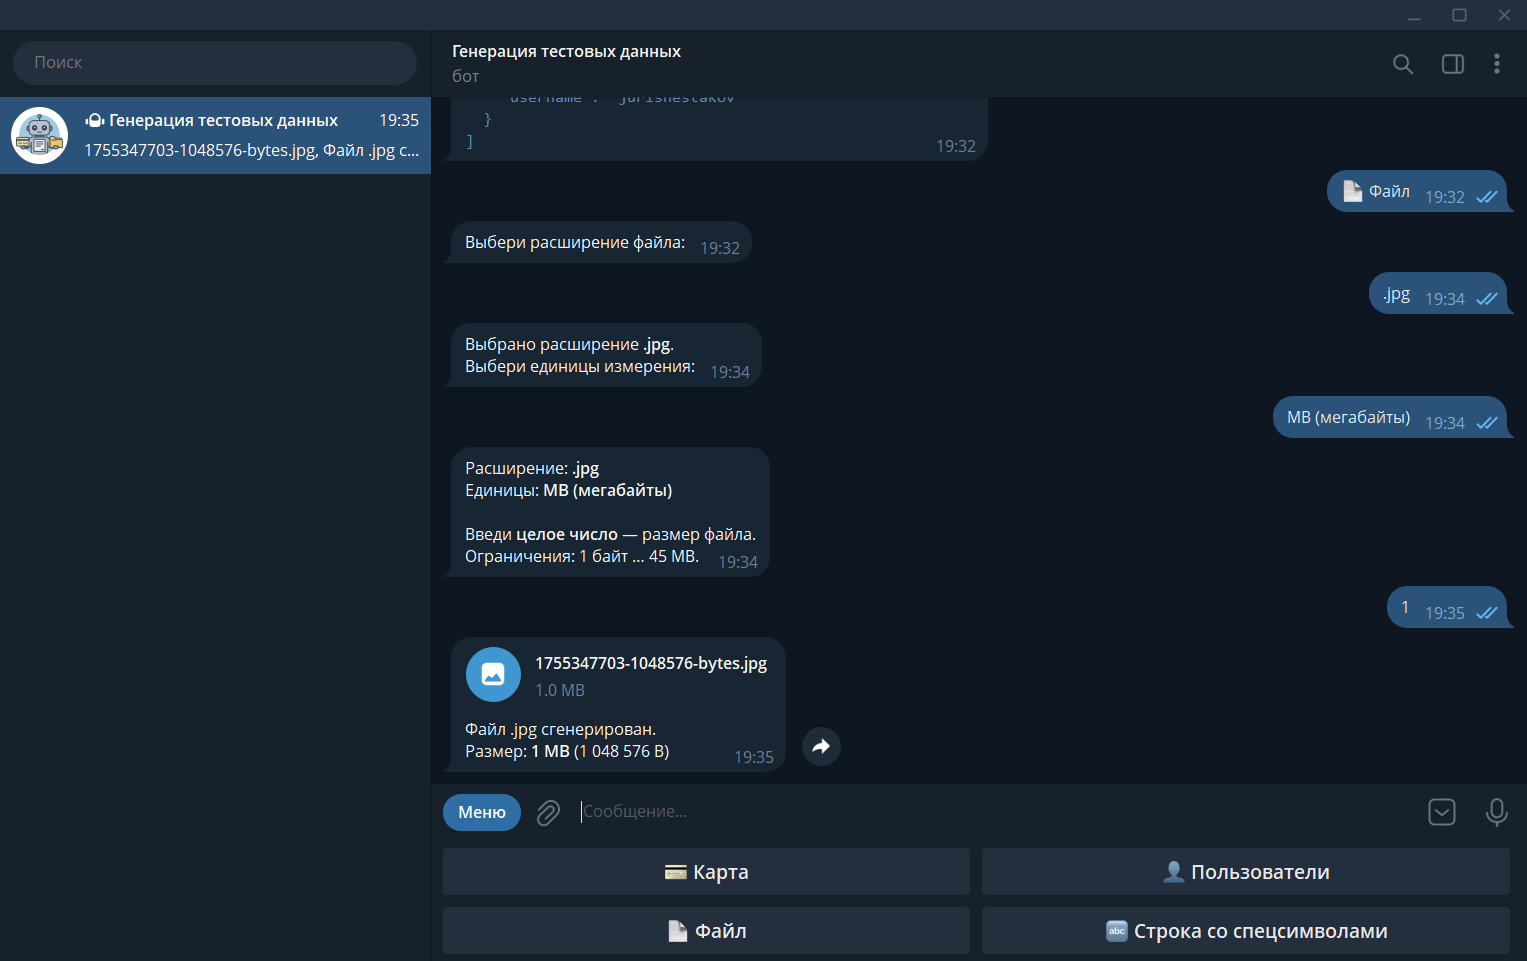 Поиск
Генерация тестовых данных 19:35
1755347703-1048576-bytes.jpg, Файл .jpg с...
Генерация тестовых данных
бот
"username": "jurishestakov"
}
]
19:32
Файл 19:32
Выбери расширение файла: 19:32
.jpg 19:34
Выбрано расширение .jpg.
Выбери единицы измерения: 19:34
MB (мегабайты) 19:34
Расширение: .jpg
Единицы: MB (мегабайты)
Введи целое число — размер файла.
Ограничения: 1 байт ... 45 MB. 19:34
1 19:35
1755347703-1048576-bytes.jpg
1.0 MB
Файл .jpg сгенерирован.
Размер: 1 MB (1 048 576 B) 19:35
Меню
Сообщение...
Карта
Пользователи
Файл
abc Строка со спецсимволами